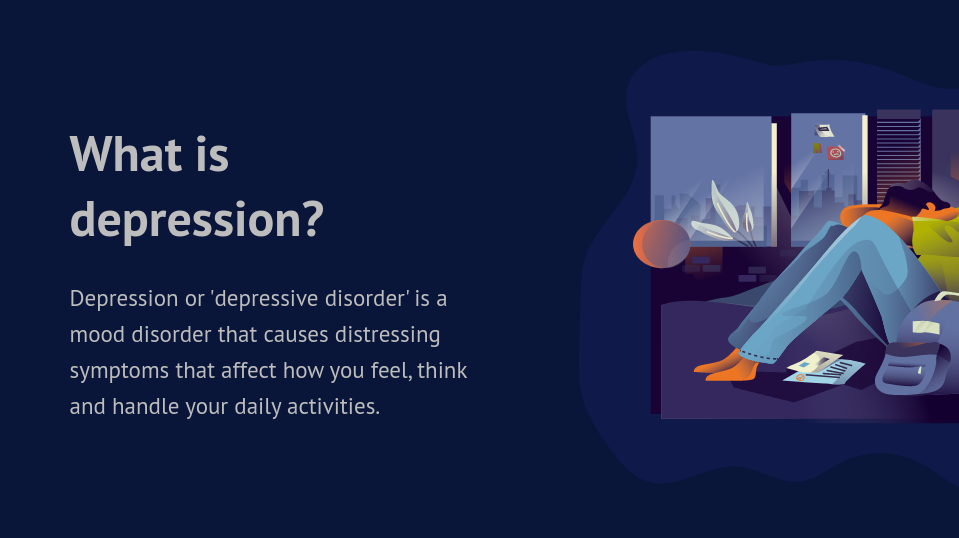 What is
depression?
Depression or 'depressive disorder' is a
mood disorder that causes distressing
symptoms that affect how you feel, think
and handle your daily activities.